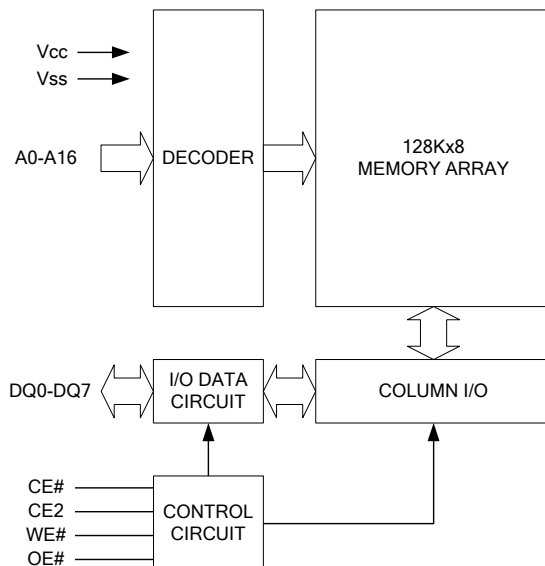 Vcc
Vss
A0-A16
DECODER
128Kx8
MEMORY ARRAY
DQ0-DQ7
I/O DATA
CIRCUIT
COLUMN I/O
CE#
CE2
WE#
OE#
CONTROL
CIRCUIT